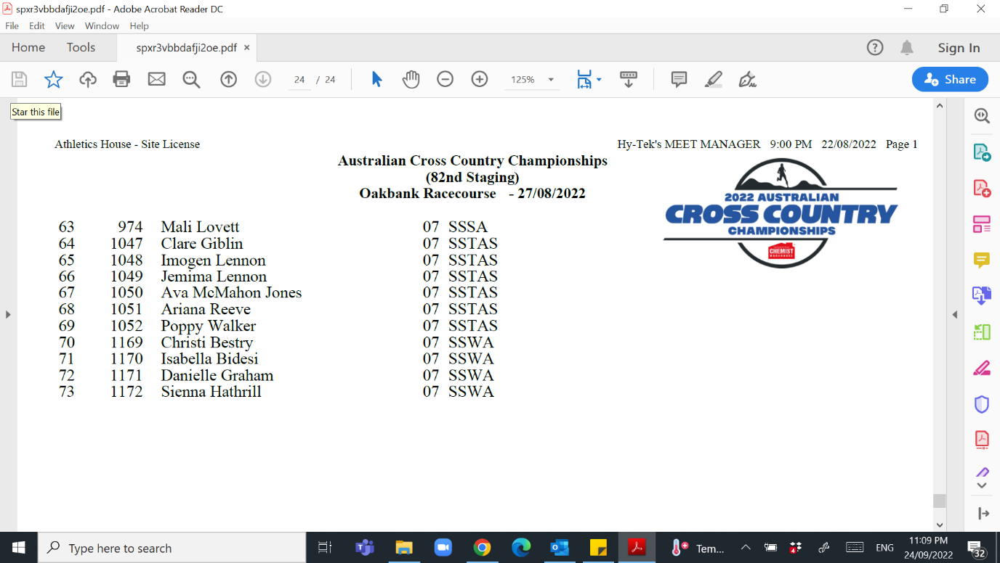 spxr3vbbdafji2oe.pdf - Adobe Acrobat Reader DC
File Edit View Window Help
Home Tools spxr3vbbdafji2oe.pdf × Sign In
24 / 24 125% Share
Star this file
Athletics House - Site License Hy-Tek's MEET MANAGER 9:00 PM 22/08/2022 Page 1
Australian Cross Country Championships
(82nd Staging)
Oakbank Racecourse - 27/08/2022
2022 AUSTRALIAN
CROSS COUNTRY
CHAMPIONSHIPS
CHEMIST
WAREHOUSE
63 974 Mali Lovett 07 SSSA
64 1047 Clare Giblin 07 SSTAS
65 1048 Imogen Lennon 07 SSTAS
66 1049 Jemima Lennon 07 SSTAS
67 1050 Ava McMahon Jones 07 SSTAS
68 1051 Ariana Reeve 07 SSTAS
69 1052 Poppy Walker 07 SSTAS
70 1169 Christi Bestry 07 SSWA
71 1170 Isabella Bidesi 07 SSWA
72 1171 Danielle Graham 07 SSWA
73 1172 Sienna Hathrill 07 SSWA
Type here to search Tem... 4 ENG 11:09 PM
24/09/2022 32